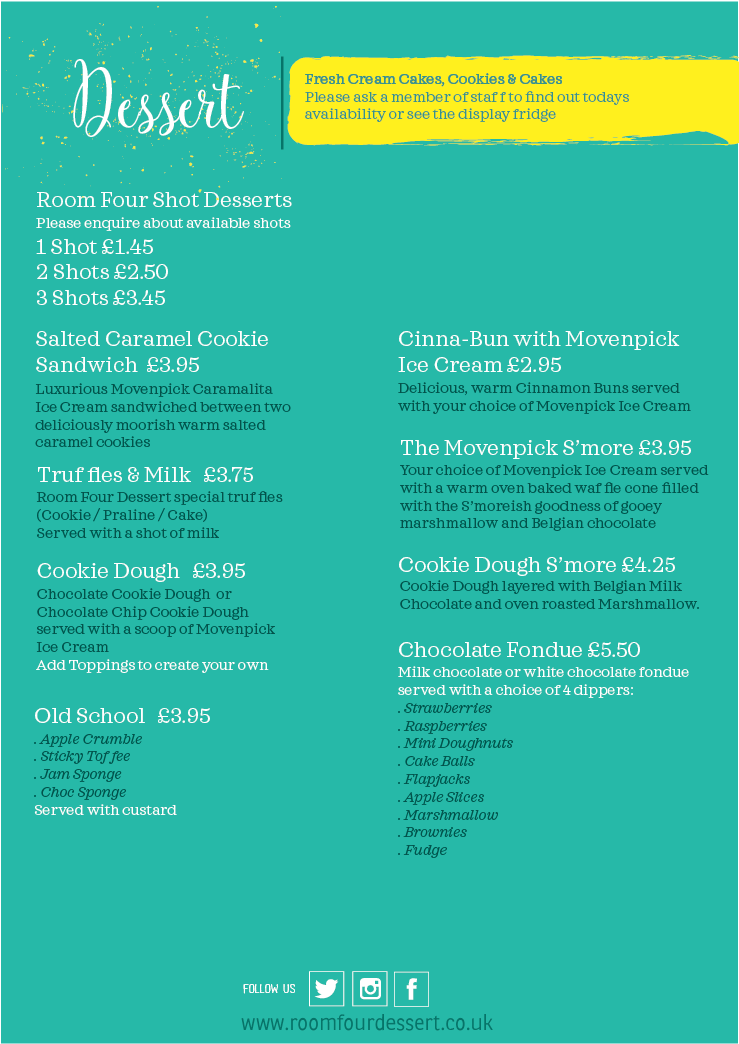 Dessert
Fresh Cream Cakes, Cookies & Cakes
Please ask a member of staf f to find out todays
availability or see the display fridge
Room Four Shot Desserts
Please enquire about available shots
1 Shot £1.45
2 Shots £2.50
3 Shots £3.45
Salted Caramel Cookie
Sandwich £3.95
Luxurious Movenpick Caramalita
Ice Cream sandwiched between two
deliciously moorish warm salted
caramel cookies
Truf fles & Milk £3.75
Room Four Dessert special truf fles
(Cookie / Praline / Cake)
Served with a shot of milk
Cookie Dough £3.95
Chocolate Cookie Dough or
Chocolate Chip Cookie Dough
served with a scoop of Movenpick
Ice Cream
Add Toppings to create your own
Old School £3.95
. Apple Crumble
. Sticky Tof fee
. Jam Sponge
. Choc Sponge
Served with custard
Cinna-Bun with Movenpick
Ice Cream £2.95
Delicious, warm Cinnamon Buns served
with your choice of Movenpick Ice Cream
The Movenpick S'more £3.95
Your choice of Movenpick Ice Cream served
with a warm oven baked waf fle cone filled
with the S'moreish goodness of gooey
marshmallow and Belgian chocolate
Cookie Dough S'more £4.25
Cookie Dough layered with Belgian Milk
Chocolate and oven roasted Marshmallow.
Chocolate Fondue £5.50
Milk chocolate or white chocolate fondue
served with a choice of 4 dippers:
. Strawberries
. Raspberries
. Mini Doughnuts
. Cake Balls
. Flapjacks
. Apple Slices
. Marshmallow
. Brownies
. Fudge
FOLLOW US
www.roomfourdessert.co.uk